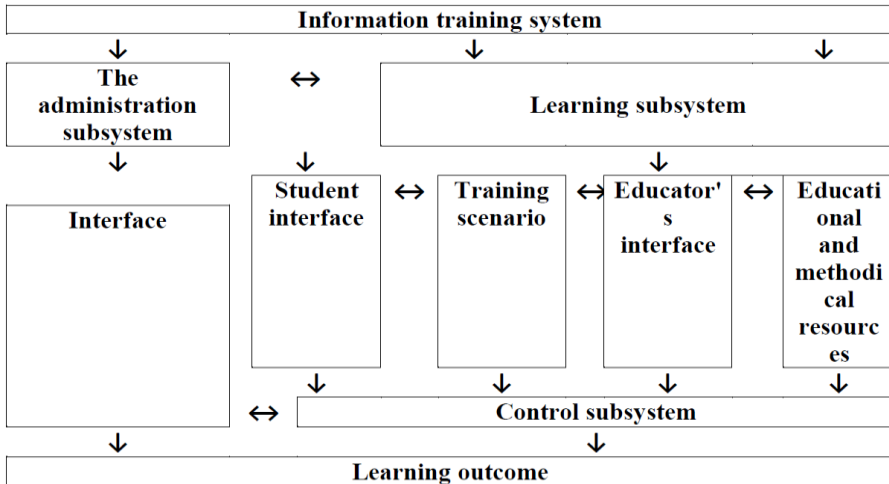 Information training system
The
administration
subsystem
Learning subsystem
Interface
Student
interface
Training
scenario
Educator'
s
interface
Educati
onal
and
methodi
cal
resourc
es
Control subsystem
Learning outcome